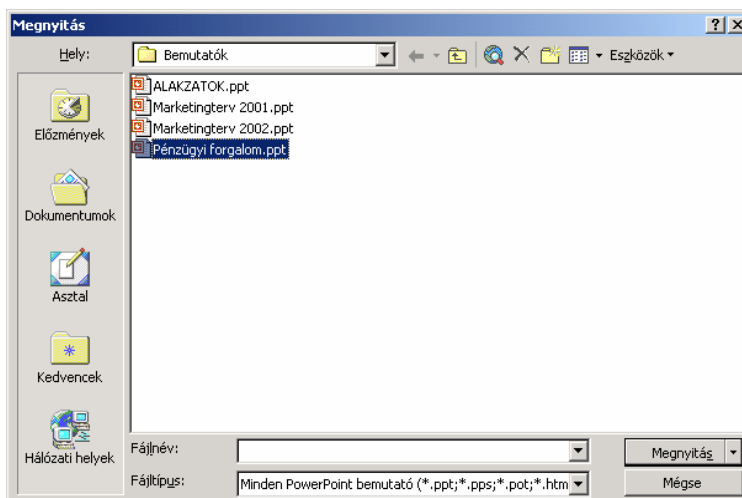 Megnyitás
Hely:
Bemutatók
Eszközök
Előzmények
Dokumentumok
Asztal
Kedvencek
Hálózati helyek
ALAKZATOK.ppt
Marketingterv 2001.ppt
Marketingterv 2002.ppt
Pénzügyi forgalom.ppt
Fájlnév:
Megnyitás
Fájltípus:
Minden PowerPoint bemutató (*.ppt;*.pps;*.pot;*.htm
Mégse